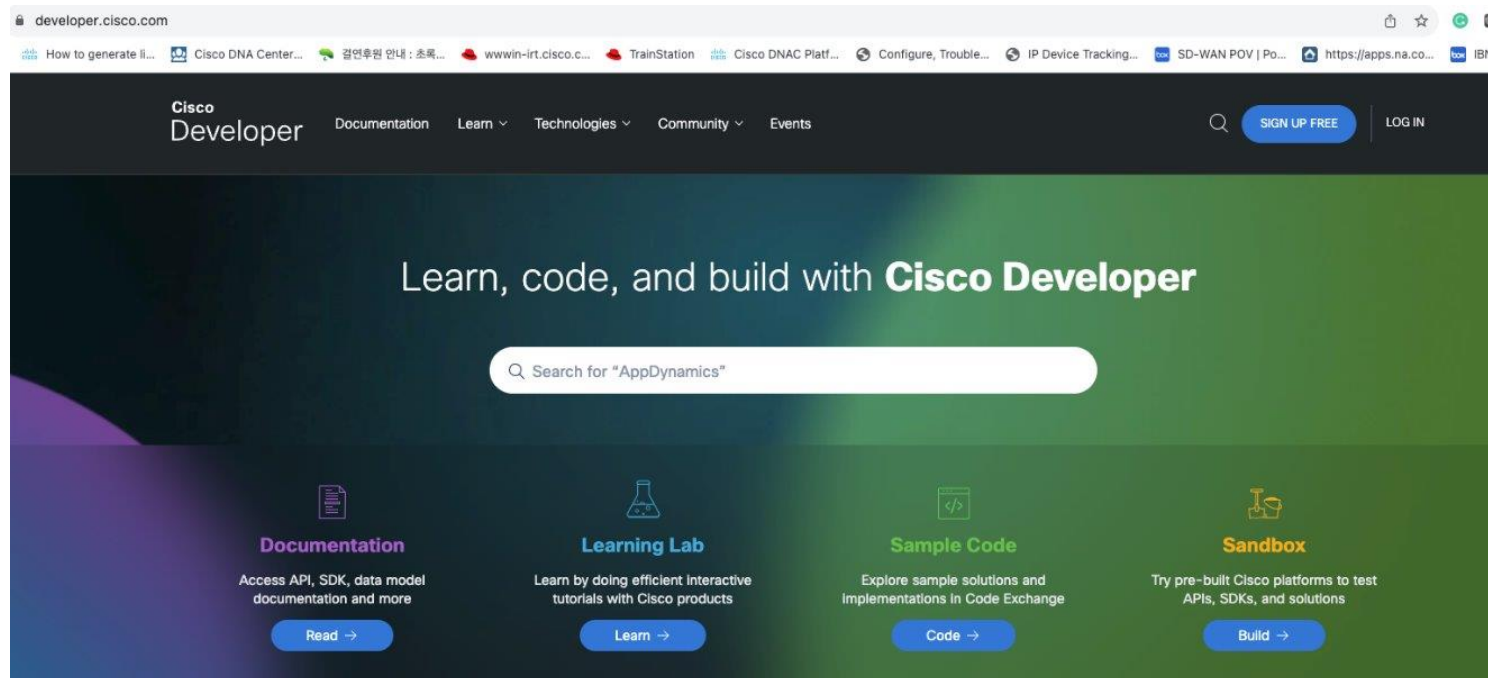 developer.cisco.com
How to generate li... Cisco DNA Center... 결연후원 안내 : 초록... wwwin-irt.cisco.c... TrainStation Cisco DNAC Platf... Configure, Trouble... IP Device Tracking... SD-WAN POV | Po... https://apps.na.co... IBN
Cisco
Developer Documentation Learn Technologies Community Events SIGN UP FREE LOG IN
Learn, code, and build with Cisco Developer
Search for “AppDynamics”
Documentation Learning Lab Sample Code Sandbox
Access API, SDK, data model Learn by doing efficient interactive Explore sample solutions and Try pre-built Cisco platforms to test
documentation and more tutorials with Cisco products implementations in Code Exchange APIs, SDKs, and solutions
Read → Learn → Code → Build →